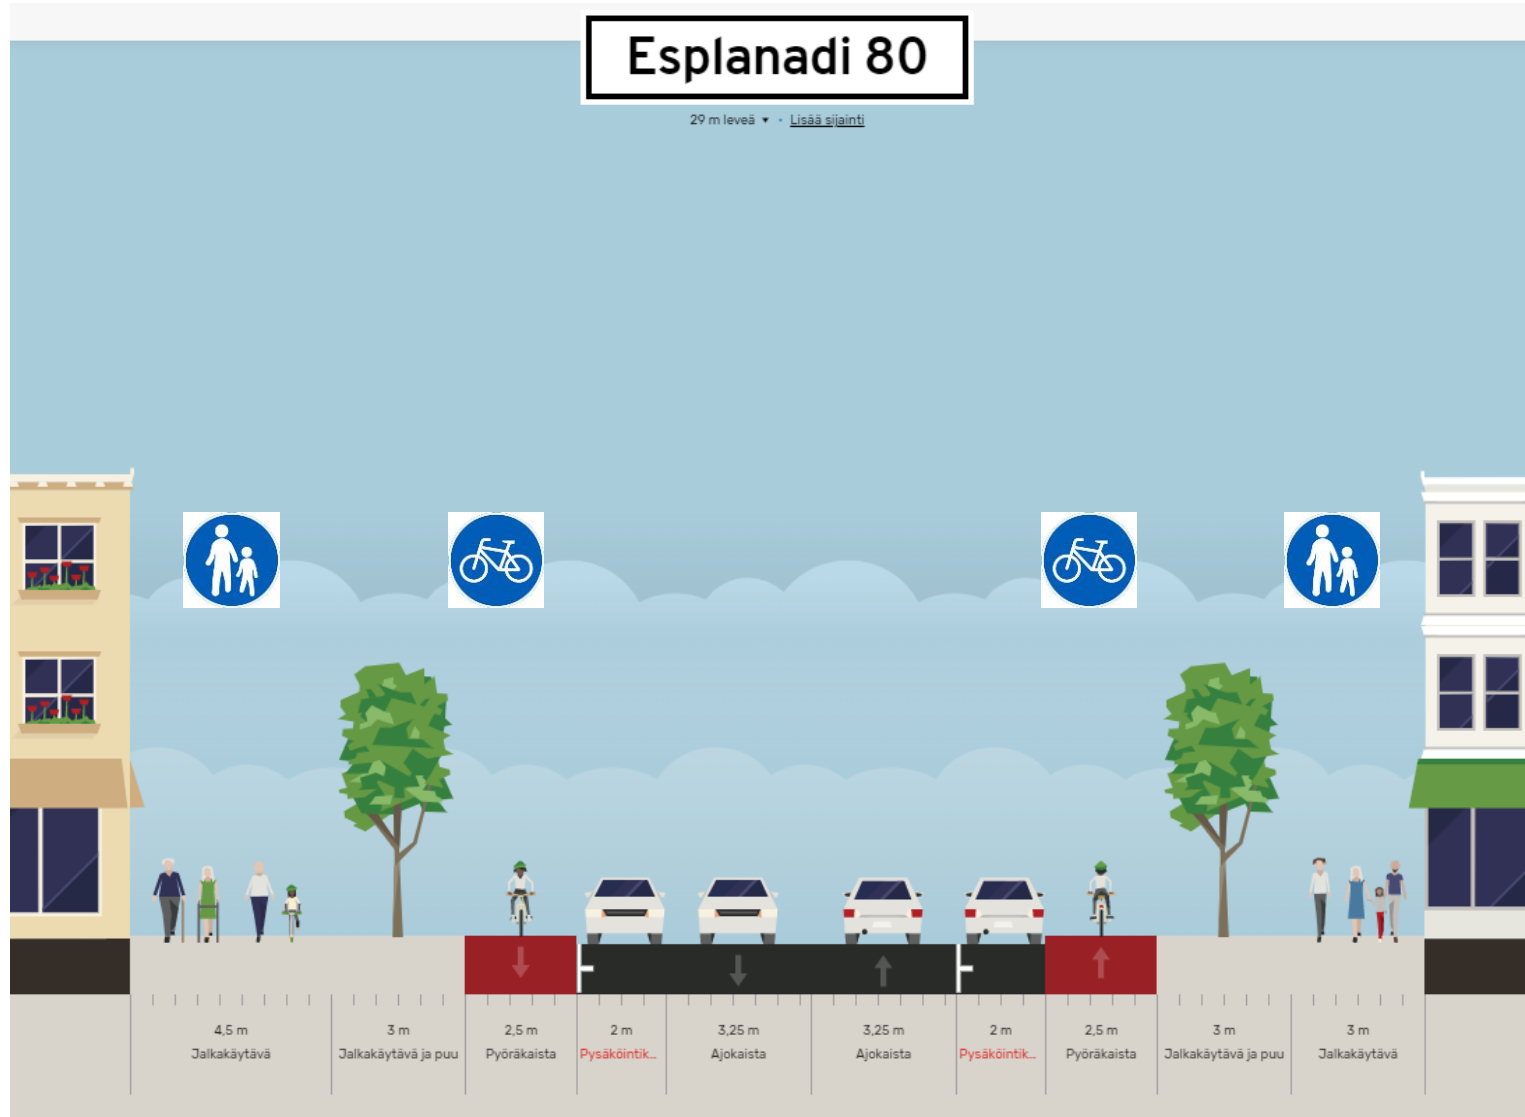 Esplanadi 80
29 m leveä ▾ · Lisää sijainti
4,5 m 3 m 2,5 m 2 m 3,25 m 3,25 m 2 m 2,5 m 3 m 3 m
Jalkakäytävä Jalkakäytävä ja puu Pyöräkaista Pysäköintik... Ajokaista Ajokaista Pysäköintik... Pyöräkaista Jalkakäytävä ja puu Jalkakäytävä